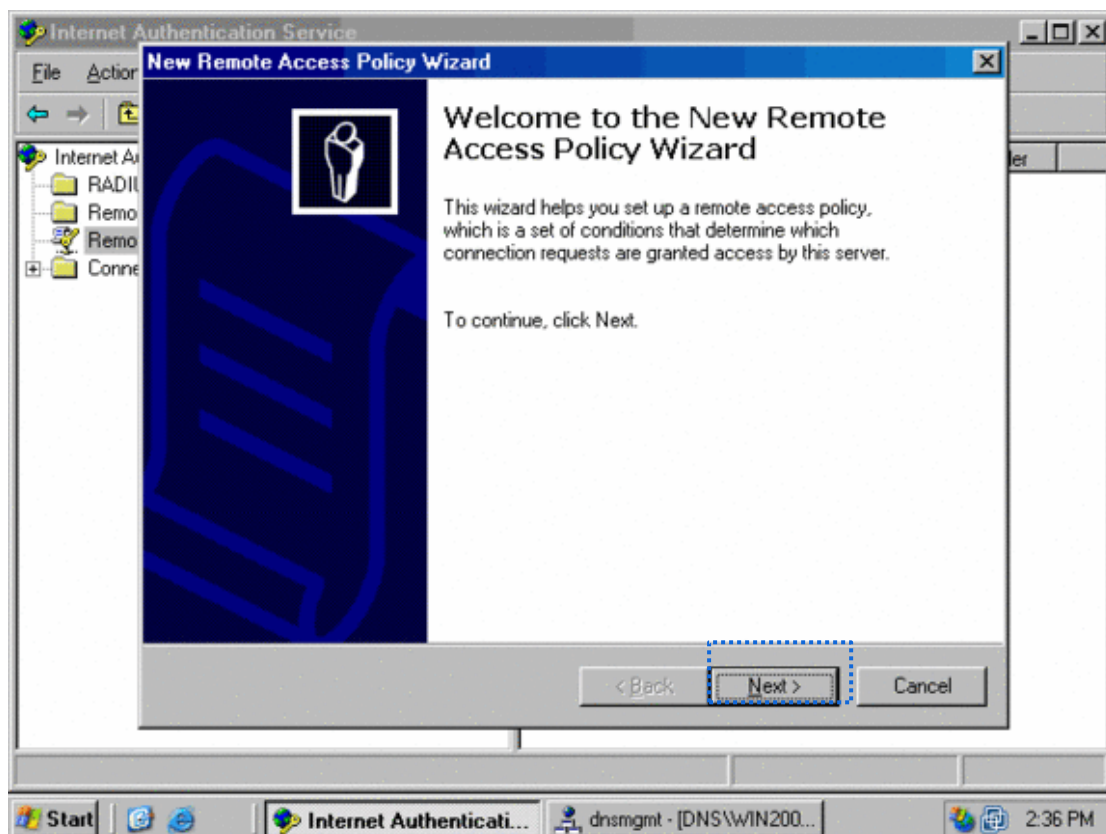 Internet Authentication Service
New Remote Access Policy Wizard
File Action
Welcome to the New Remote
Access Policy Wizard
This wizard helps you set up a remote access policy,
which is a set of conditions that determine which
connection requests are granted access by this server.
To continue, click Next.
Internet A
RADIU
Remo
Remo
Conne
der
< Back
Next >
Cancel
Start
Internet Authenticati...
dnsmgmt - [DNS\WIN200...
2:36 PM